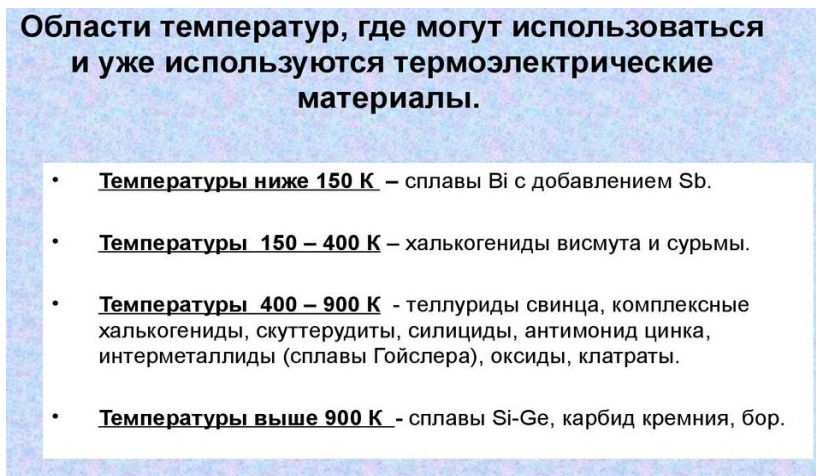 Области температур, где могут использоваться
и уже используются термоэлектрические
материалы.
• Температуры ниже 150 К – сплавы Bi с добавлением Sb.
• Температуры 150 – 400 К – халькогениды висмута и сурьмы.
• Температуры 400 – 900 К - теллуриды свинца, комплексные
халькогениды, скуттерудиты, силициды, антимонид цинка,
интерметаллиды (сплавы Гойслера), оксиды, клатраты.
• Температуры выше 900 К - сплавы Si-Ge, карбид кремния, бор.